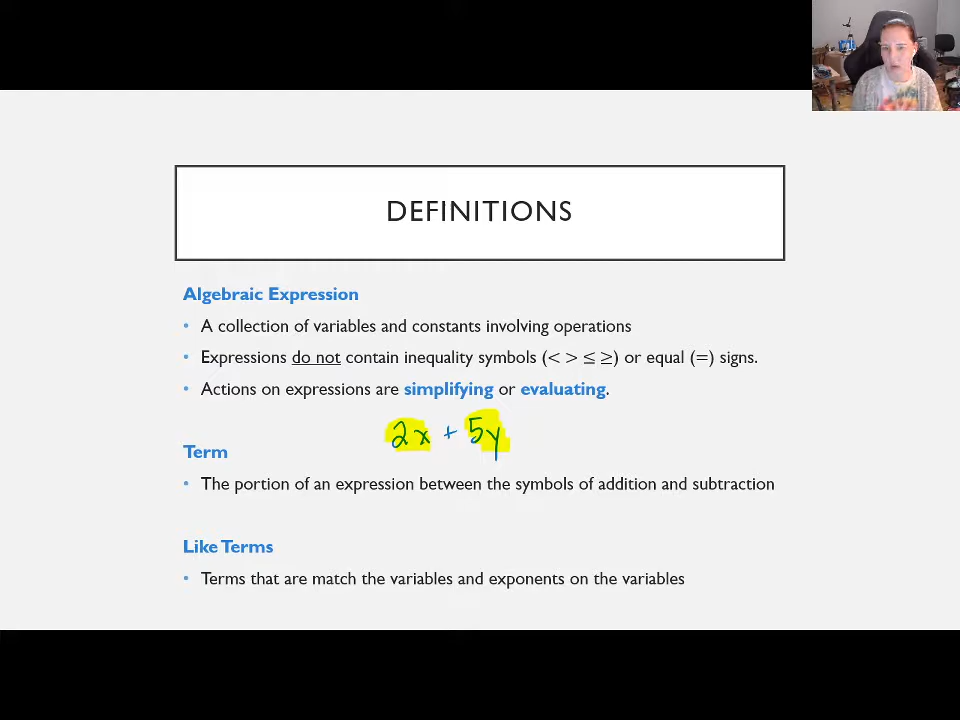 DEFINITIONS
Algebraic Expression
• A collection of variables and constants involving operations
• Expressions do not contain inequality symbols (< > ≤ ≥) or equal (=) signs.
• Actions on expressions are simplifying or evaluating.
2x + 5y
Term
• The portion of an expression between the symbols of addition and subtraction
Like Terms
• Terms that are match the variables and exponents on the variables